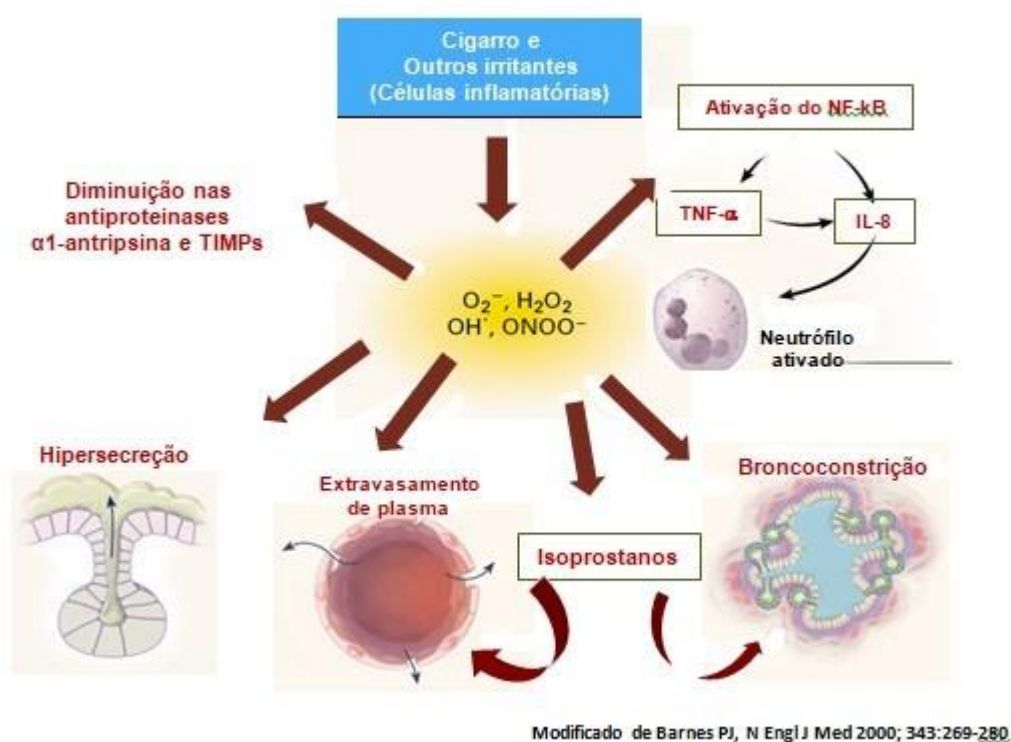 Cigarro e
Outros irritantes
(Células inflamatórias)
Ativação do NF-kB
Diminuição nas
antiproteinases
α1-antripsina e TIMPs
TNF-α
IL-8
O₂⁻, H₂O₂
OH˙, ONOO⁻
Neutrófilo
ativado
Hipersecreção
Extravasamento
de plasma
Isoprostanos
Broncoconstrição
Modificado de Barnes PJ, N Engl J Med 2000; 343:269-280